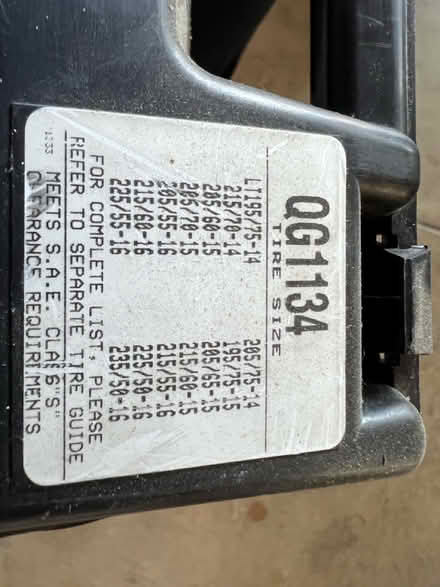 QG1134
TIRE SIZE
LT195/75-14 205/75-14
215/70-14 195/75-15
205/60-15 205/65-15
205/70-15 215/60-15
205/55-16 215/55-16
215/60-16 225/50-16
225/55-16 235/50-16
FOR COMPLETE LIST, PLEASE
REFER TO SEPARATE TIRE GUIDE
MEETS S.A.E. CLASS "S"
CLEARANCE REQUIREMENTS